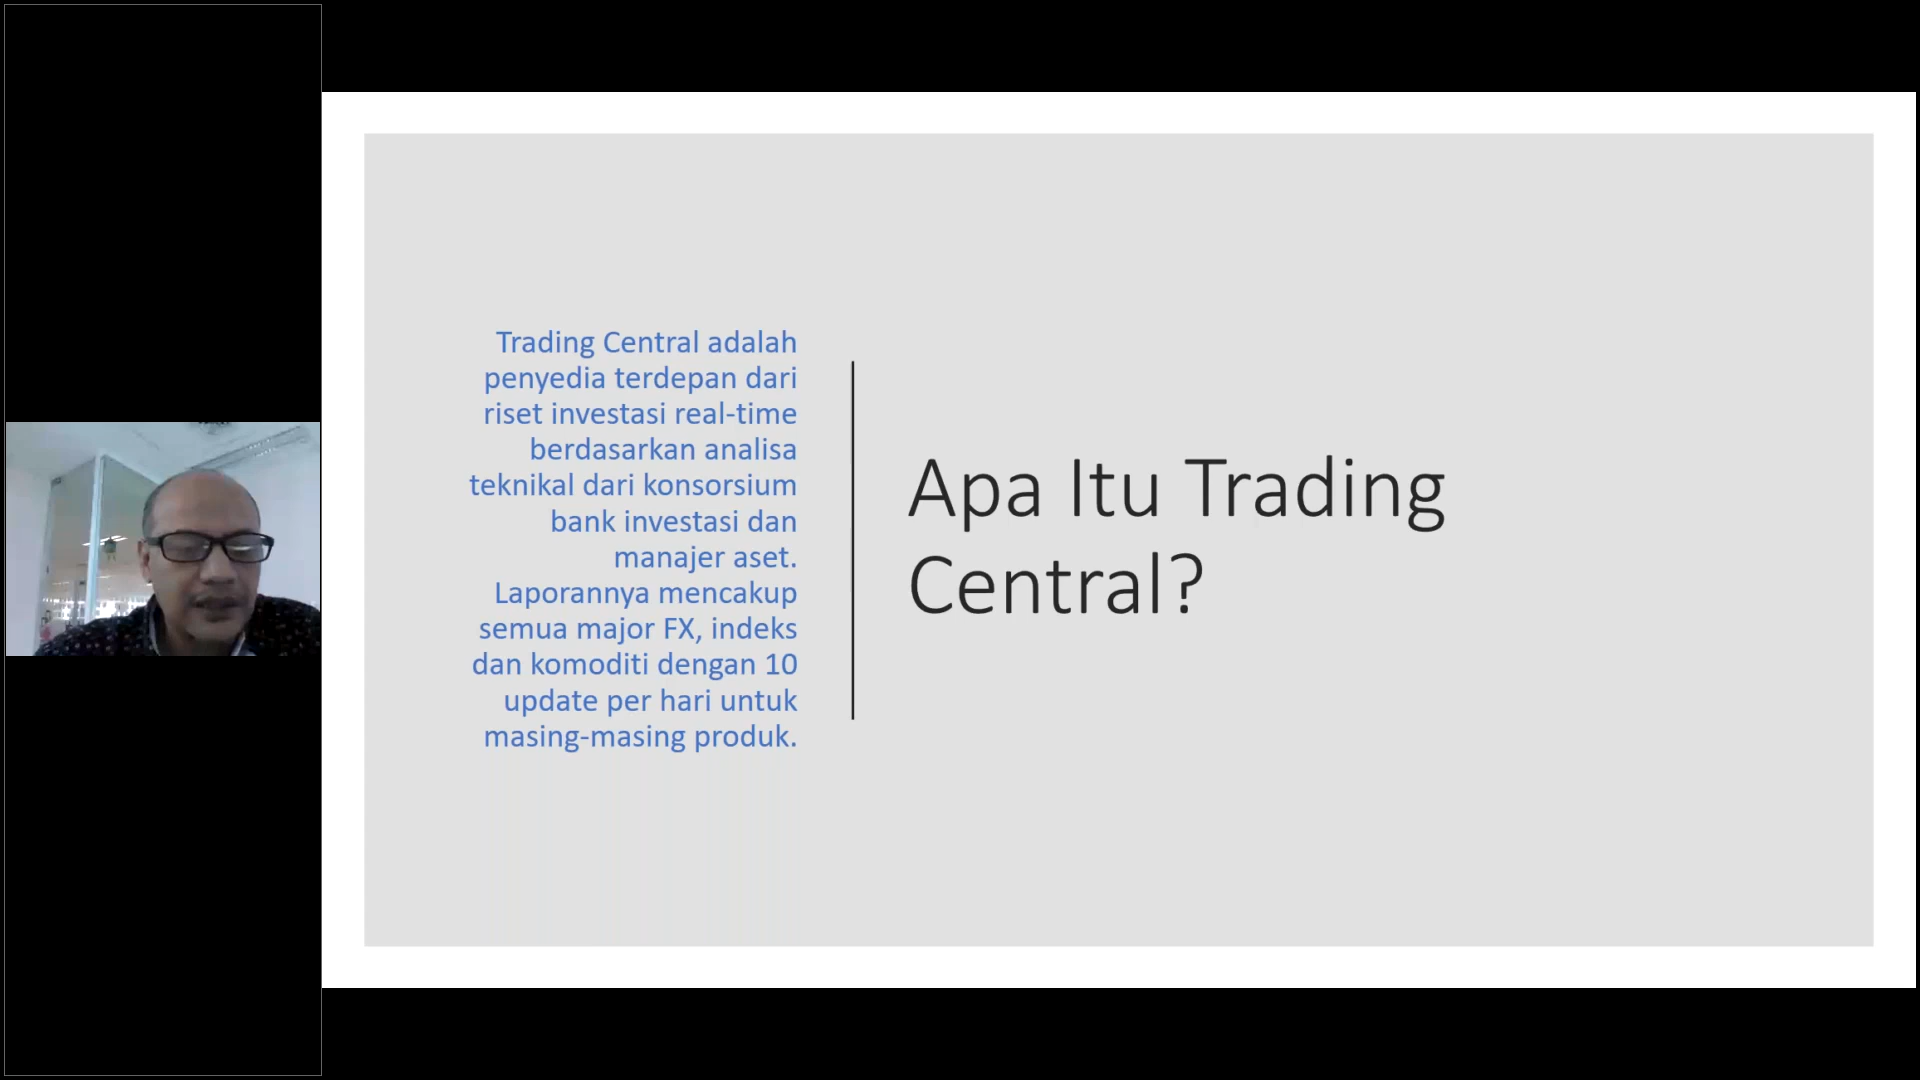 Trading Central adalah
penyedia terdepan dari
riset investasi real-time
berdasarkan analisa
teknikal dari konsorsium
bank investasi dan
manajer aset.
Laporannya mencakup
semua major FX, indeks
dan komoditi dengan 10
update per hari untuk
masing-masing produk.
Apa Itu Trading
Central?